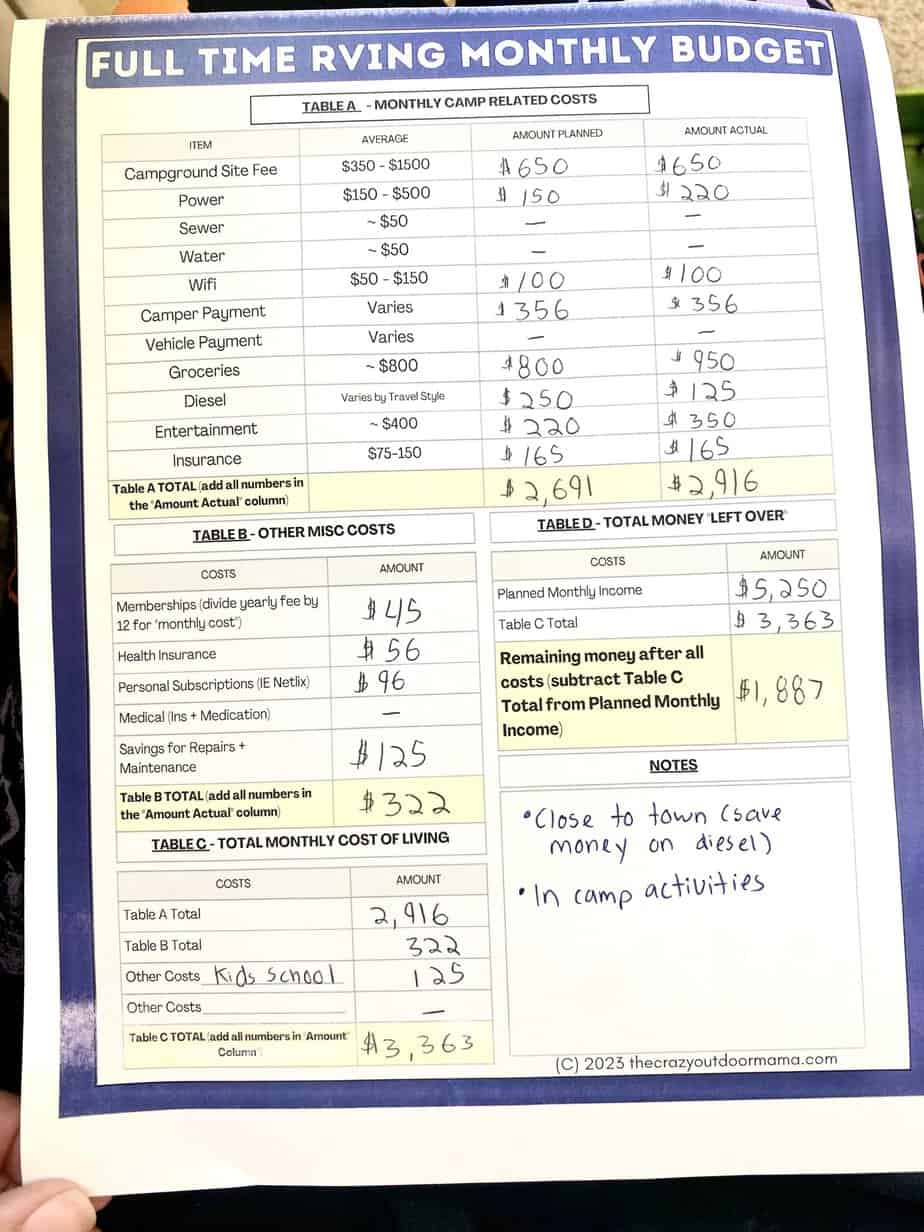 FULL TIME RVING MONTHLY BUDGET
TABLE A - MONTHLY CAMP RELATED COSTS
ITEM AVERAGE AMOUNT PLANNED AMOUNT ACTUAL
Campground Site Fee $350 - $1500 $650 $650
Power $150 - $500 $150 $220
Sewer ~ $50 — —
Water ~ $50 — —
Wifi $50 - $150 $100 $100
Camper Payment Varies $356 $356
Vehicle Payment Varies — —
Groceries ~ $800 $800 $950
Diesel Varies by Travel Style $250 $125
Entertainment ~ $400 $220 $350
Insurance $75-150 $165 $165
Table A TOTAL (add all numbers in
the "Amount Actual" column) $2,691 $2,916
TABLE B - OTHER MISC COSTS
COSTS AMOUNT
Memberships (divide yearly fee by
12 for "monthly cost") $45
Health Insurance $56
Personal Subscriptions (IE Netlix) $96
Medical (Ins + Medication) —
Savings for Repairs +
Maintenance $125
Table B TOTAL (add all numbers in
the "Amount Actual" column) $322
TABLE C - TOTAL MONTHLY COST OF LIVING
COSTS AMOUNT
Table A Total 2,916
Table B Total 322
Other Costs Kids School 125
Other Costs —
Table C TOTAL (add all numbers in "Amount"
Column) $3,363
TABLE D - TOTAL MONEY "LEFT OVER"
COSTS AMOUNT
Planned Monthly Income $5,250
Table C Total $3,363
Remaining money after all
costs (subtract Table C
Total from Planned Monthly
Income) $1,887
NOTES
• Close to town (save
money on diesel)
• In camp activities
(C) 2023 thecrazyoutdoormama.com